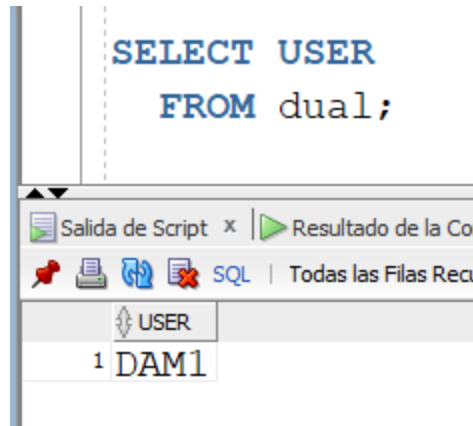 SELECT USER
FROM dual;
Salida de Script x Resultado de la Co
SQL | Todas las Filas Recu
USER
1 DAM1